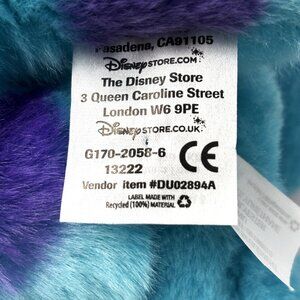 Pasadena, CA91105
DisneySTORE.COM
The Disney Store
3 Queen Caroline Street
London W6 9PE
DisneySTORE.CO.UK
G170-2058-6
13222
CE
Vendor item #DU02894A
LABEL MADE WITH
Recycled (100%) MATERIAL